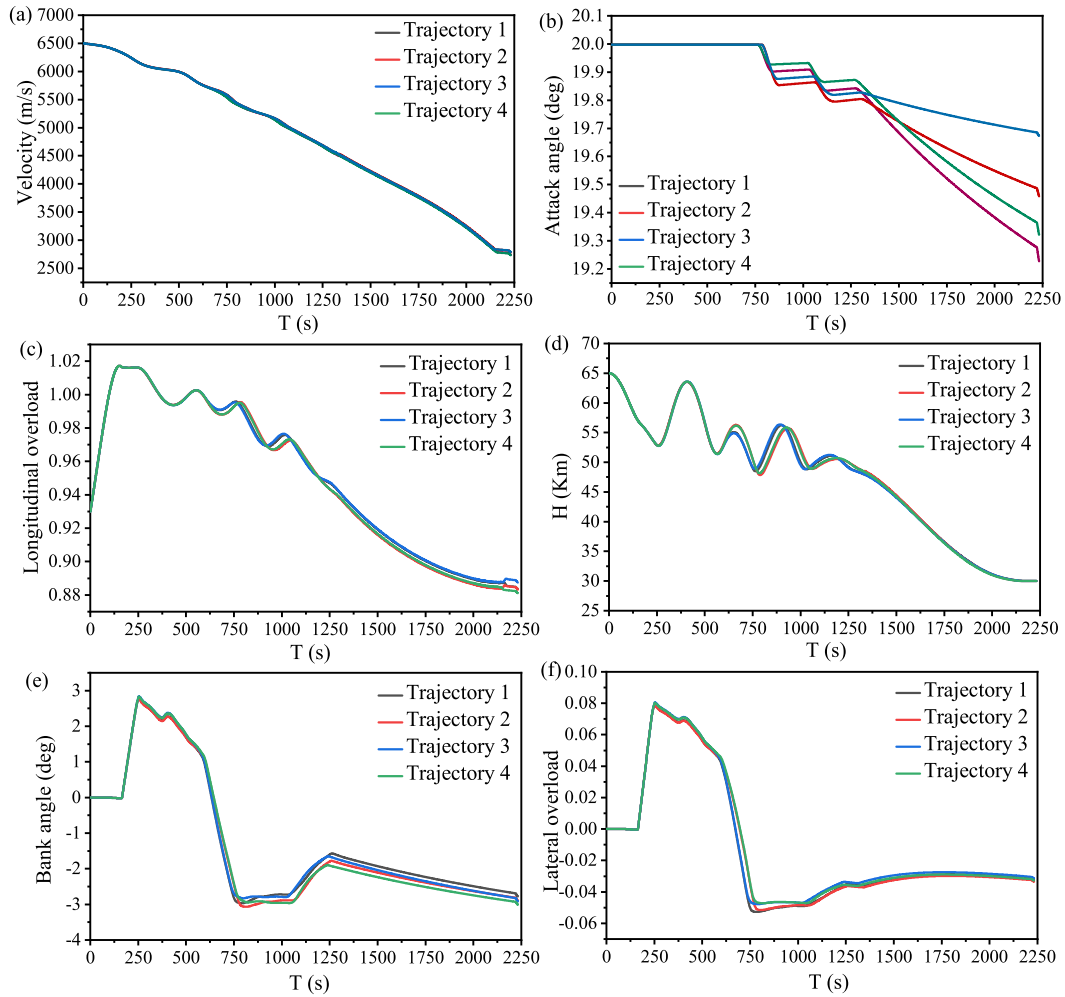 (a)
7000
6500
6000
5500
5000
4500
4000
3500
3000
2500
Velocity (m/s)
Trajectory 1
Trajectory 2
Trajectory 3
Trajectory 4
0 250 500 750 1000 1250 1500 1750 2000 2250
T (s)
(b)
20.1
20.0
19.9
19.8
19.7
19.6
19.5
19.4
19.3
19.2
Attack angle (deg)
Trajectory 1
Trajectory 2
Trajectory 3
Trajectory 4
0 250 500 750 1000 1250 1500 1750 2000 2250
T (s)
(c)
1.02
1.00
0.98
0.96
0.94
0.92
0.90
0.88
Longitudinal overload
Trajectory 1
Trajectory 2
Trajectory 3
Trajectory 4
0 250 500 750 1000 1250 1500 1750 2000 2250
T (s)
(d)
70
65
60
55
50
45
40
35
30
25
H (Km)
Trajectory 1
Trajectory 2
Trajectory 3
Trajectory 4
0 250 500 750 1000 1250 1500 1750 2000 2250
T (s)
(e)
3
2
1
0
-1
-2
-3
-4
Bank angle (deg)
Trajectory 1
Trajectory 2
Trajectory 3
Trajectory 4
0 250 500 750 1000 1250 1500 1750 2000 2250
T (s)
(f)
0.10
0.08
0.06
0.04
0.02
0.00
-0.02
-0.04
-0.06
Lateral overload
Trajectory 1
Trajectory 2
Trajectory 3
Trajectory 4
0 250 500 750 1000 1250 1500 1750 2000 2250
T (s)